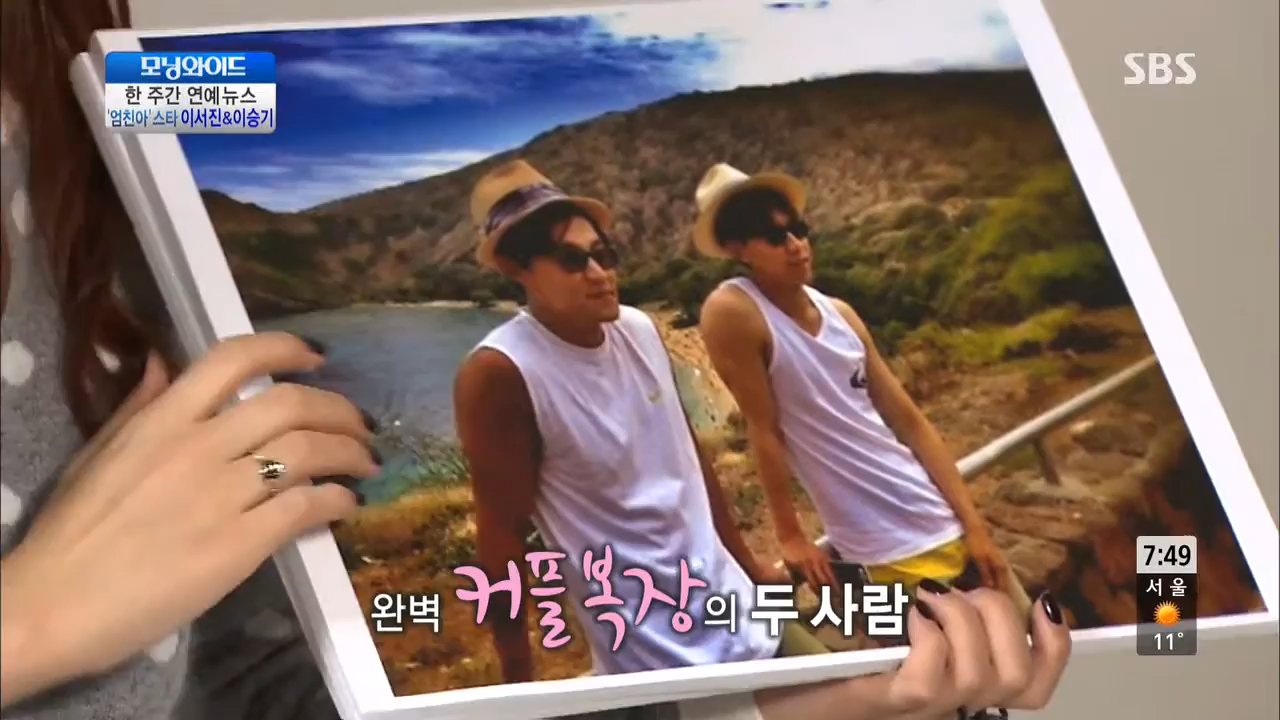 모닝와이드
한 주간 연예뉴스
'엄친아' 스타 이서진&이승기
SBS
완벽 커플복장의 두 사람
7:49
서울
11°